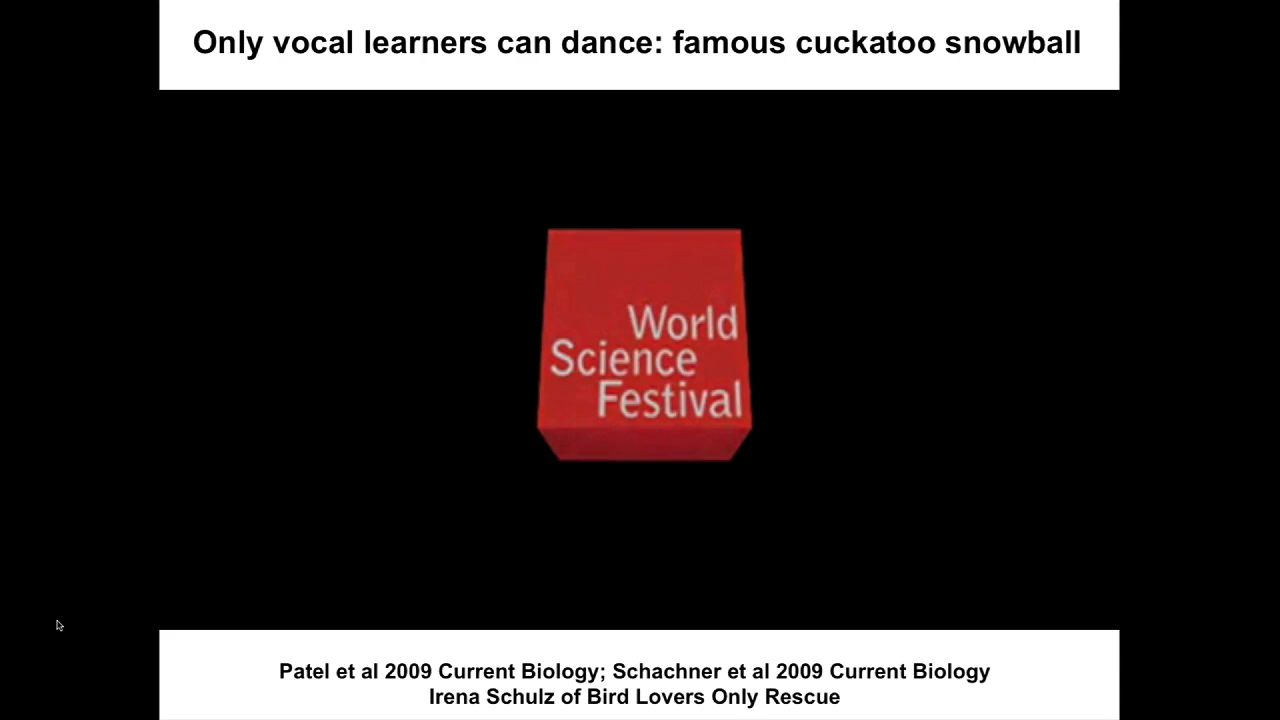 Only vocal learners can dance: famous cuckatoo snowball
World
Science
Festival
Patel et al 2009 Current Biology; Schachner et al 2009 Current Biology
Irena Schulz of Bird Lovers Only Rescue